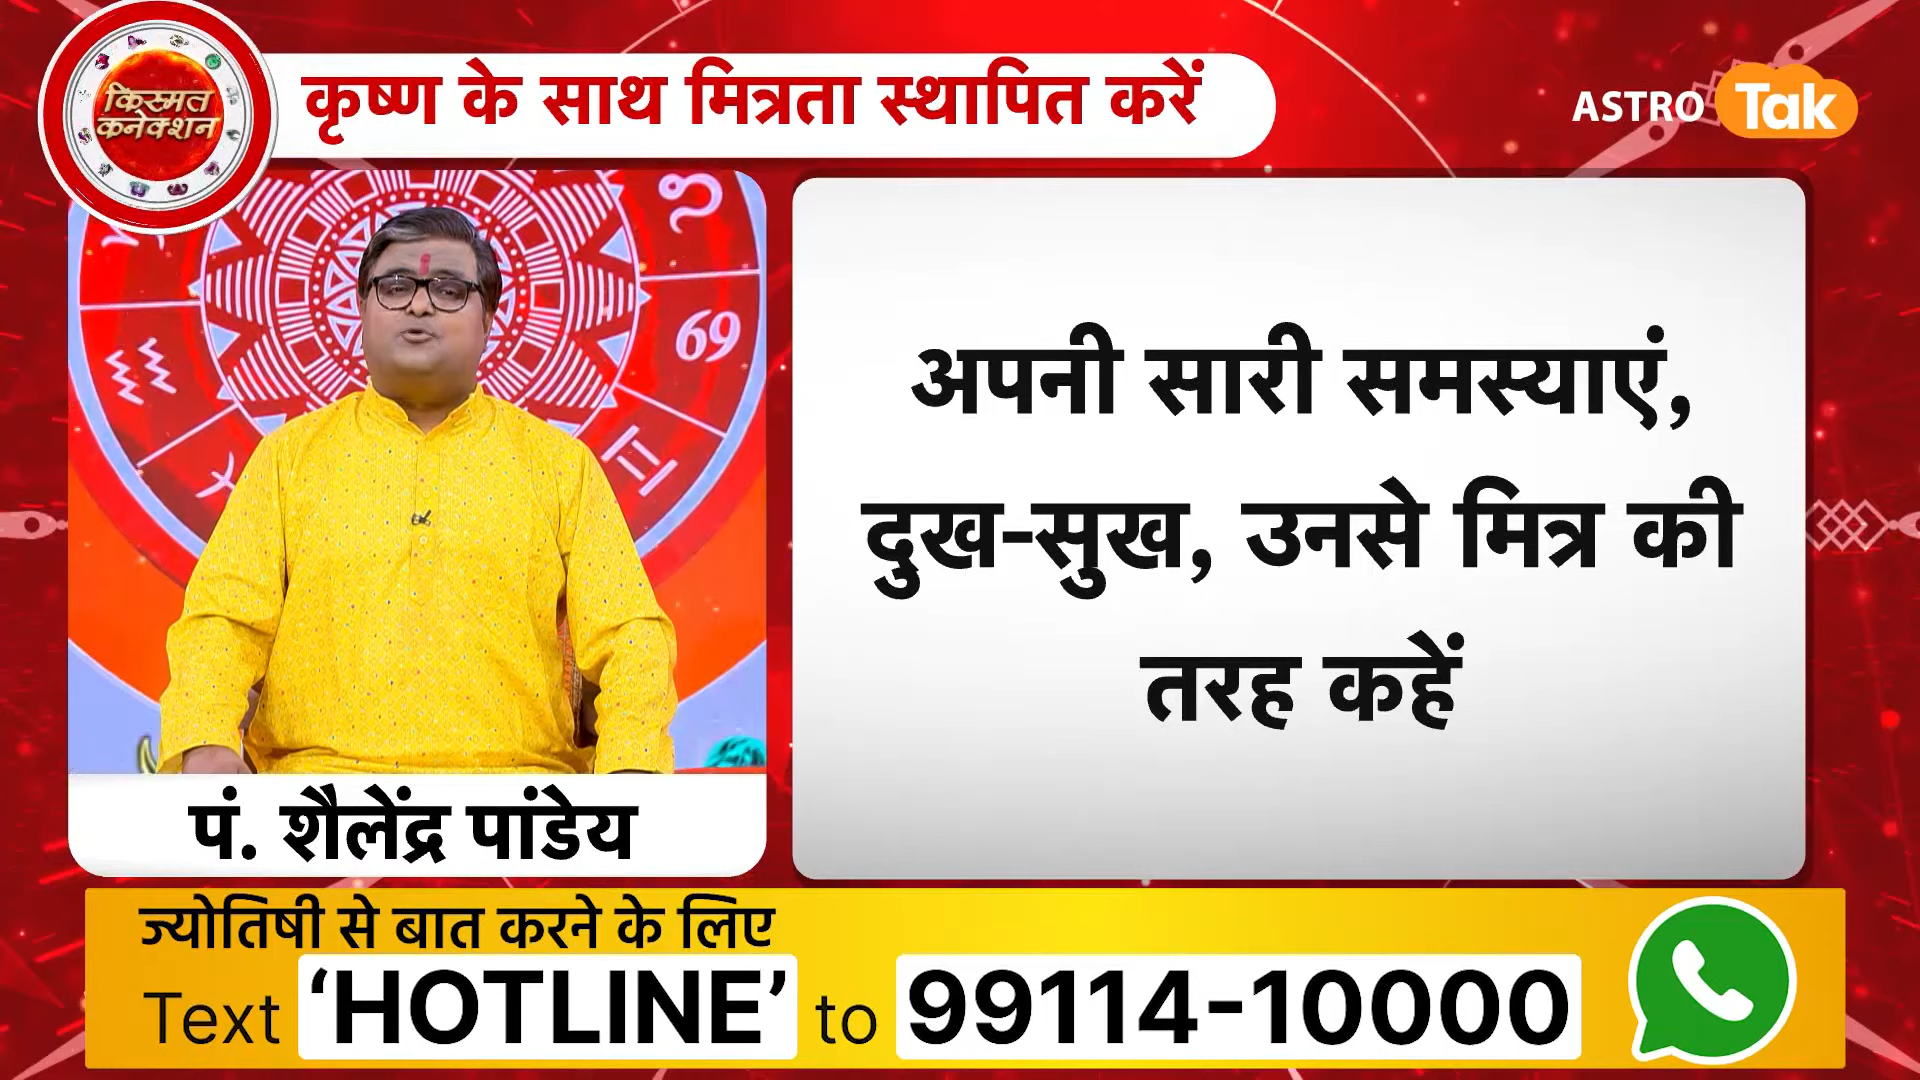 किस्मत
कनेक्शन
कृष्ण के साथ मित्रता स्थापित करें
ASTRO Tak
अपनी सारी समस्याएं,
दुख-सुख, उनसे मित्र की
तरह कहें
पं. शैलेंद्र पांडेय
ज्योतिषी से बात करने के लिए
Text ‘HOTLINE’ to 99114-10000